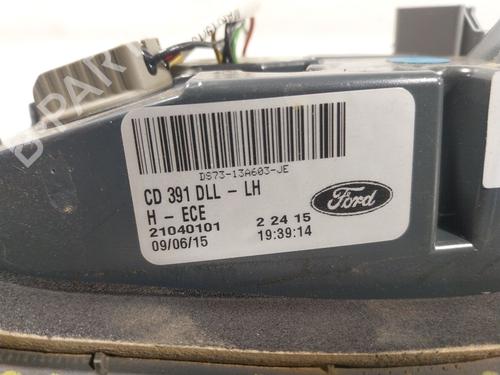 DS73-13A603-JE
CD 391 DLL - LH
H - ECE
21040101
2 24 15
09/06/15
19:39:14
Ford